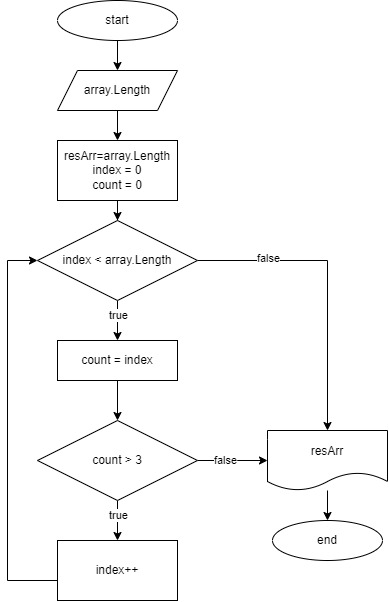 start
array.Length
resArr=array.Length
index = 0
count = 0
index < array.Length
false
true
count = index
count > 3
false
resArr
true
end
index++